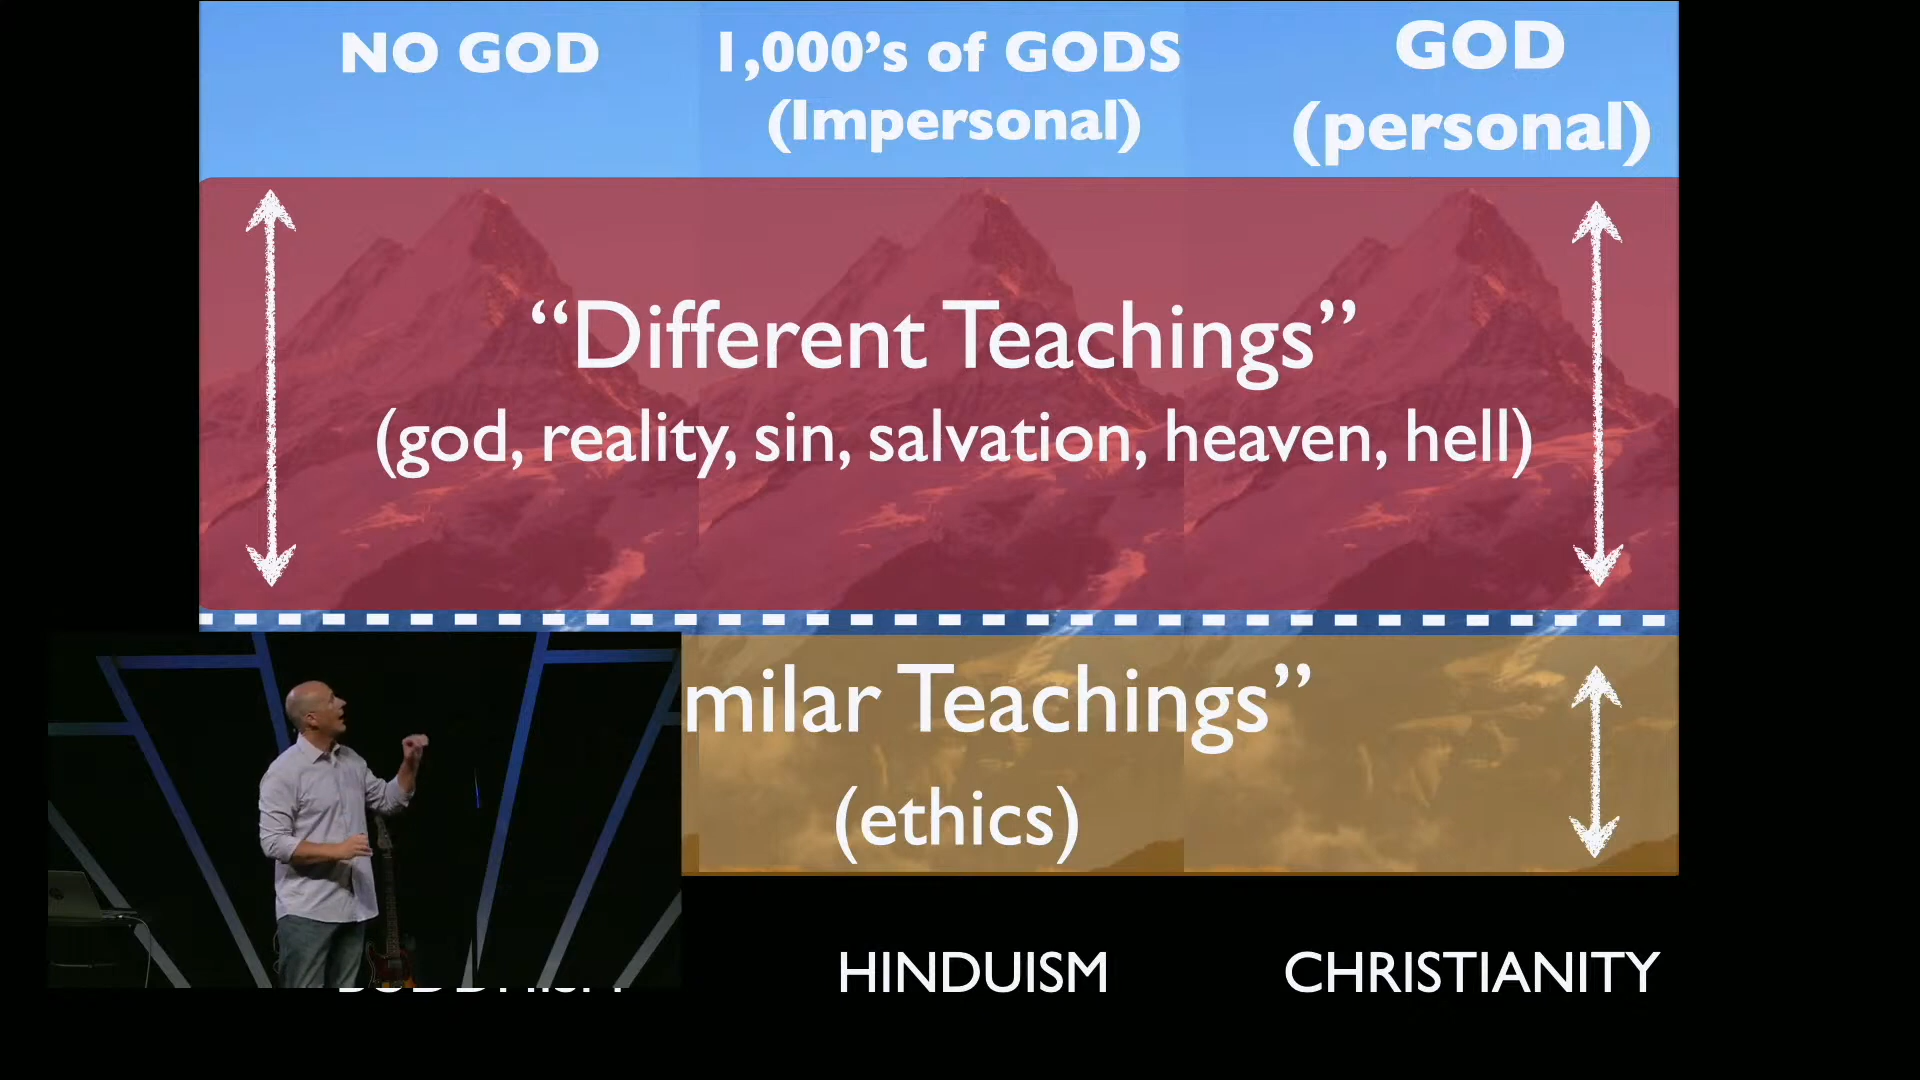 NO GOD
1,000’s of GODS
(Impersonal)
GOD
(personal)
“Different Teachings”
(god, reality, sin, salvation, heaven, hell)
milar Teachings”
(ethics)
BUDDHISM
HINDUISM
CHRISTIANITY